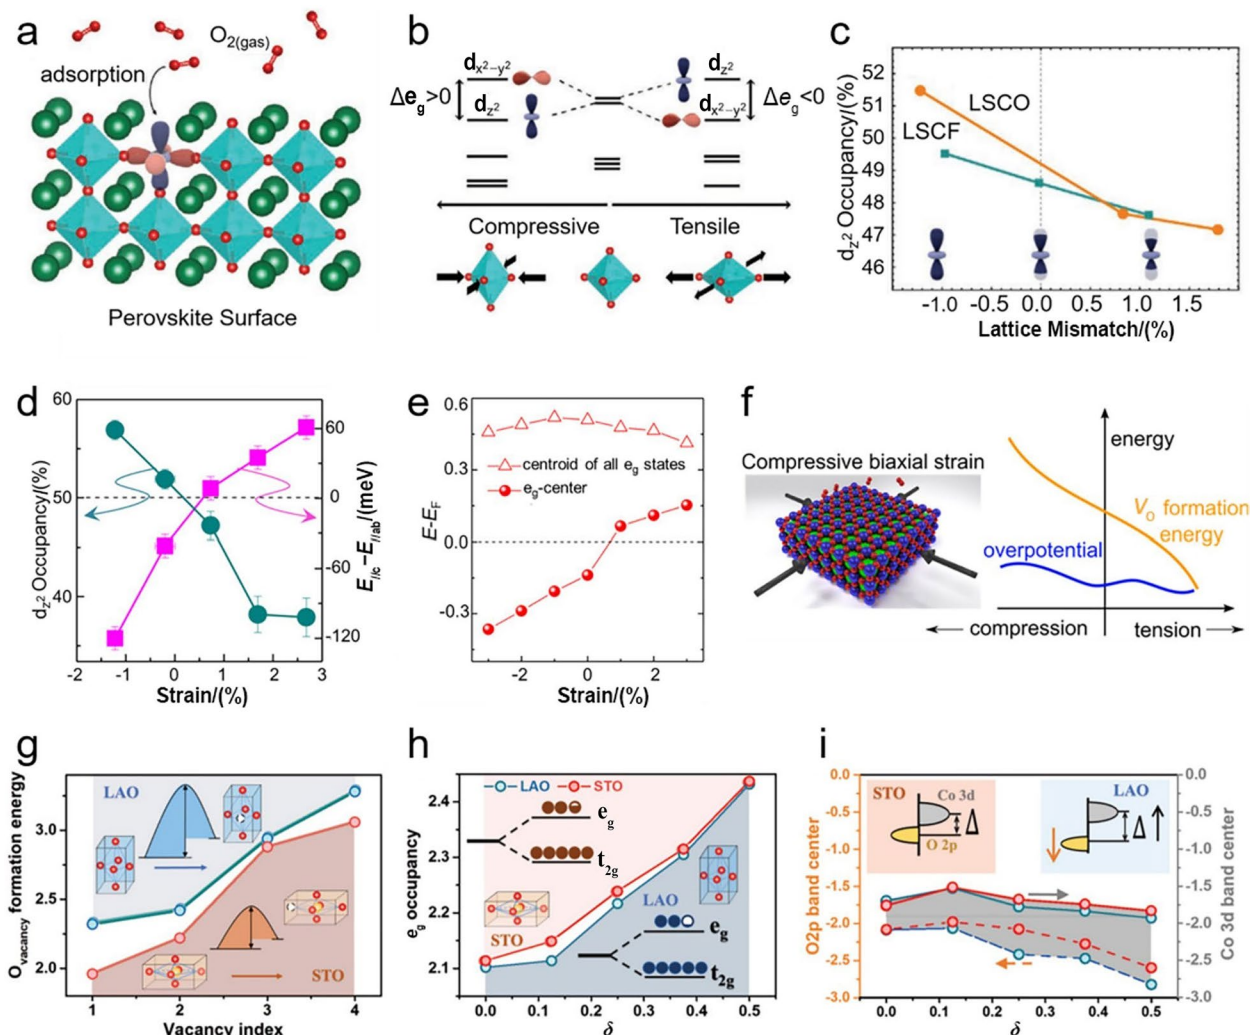 a
O2(gas)
adsorption
Perovskite Surface
b
dx²−y²
dz²
Δeg>0
dz²
dx²−y²
Δeg<0
Compressive
Tensile
c
52
51
50
49
48
47
46
dz² Occupancy/(%)
LSCO
LSCF
-1.0
-0.5
0.0
1.0
1.5
Lattice Mismatch/(%)
d
60
50
40
dz² Occupancy/(%)
60
0
-60
-120
E//c−E//ab/(meV)
-2
-1
0
1
2
3
Strain/(%)
e
0.6
0.3
0.0
-0.3
E-EF
centroid of all eg states
eg-center
-2
0
2
Strain/(%)
f
Compressive biaxial strain
energy
VO formation
energy
overpotential
compression
tension
g
Ovacancy formation energy
3.0
2.5
2.0
LAO
STO
1
2
3
4
Vacancy index
h
eg occupancy
2.4
2.3
2.2
2.1
LAO
STO
eg
t2g
STO
LAO
eg
t2g
0.0
0.1
0.2
0.3
0.4
0.5
δ
i
O2p band center
0.0
-0.5
-1.0
-1.5
-2.0
-2.5
-3.0
STO
Co 3d
Δ
O 2p
LAO
Δ
0.0
-0.5
-1.0
-1.5
-2.0
-2.5
-3.0
Co 3d band center
0.0
0.1
0.2
0.3
0.4
0.5
δ